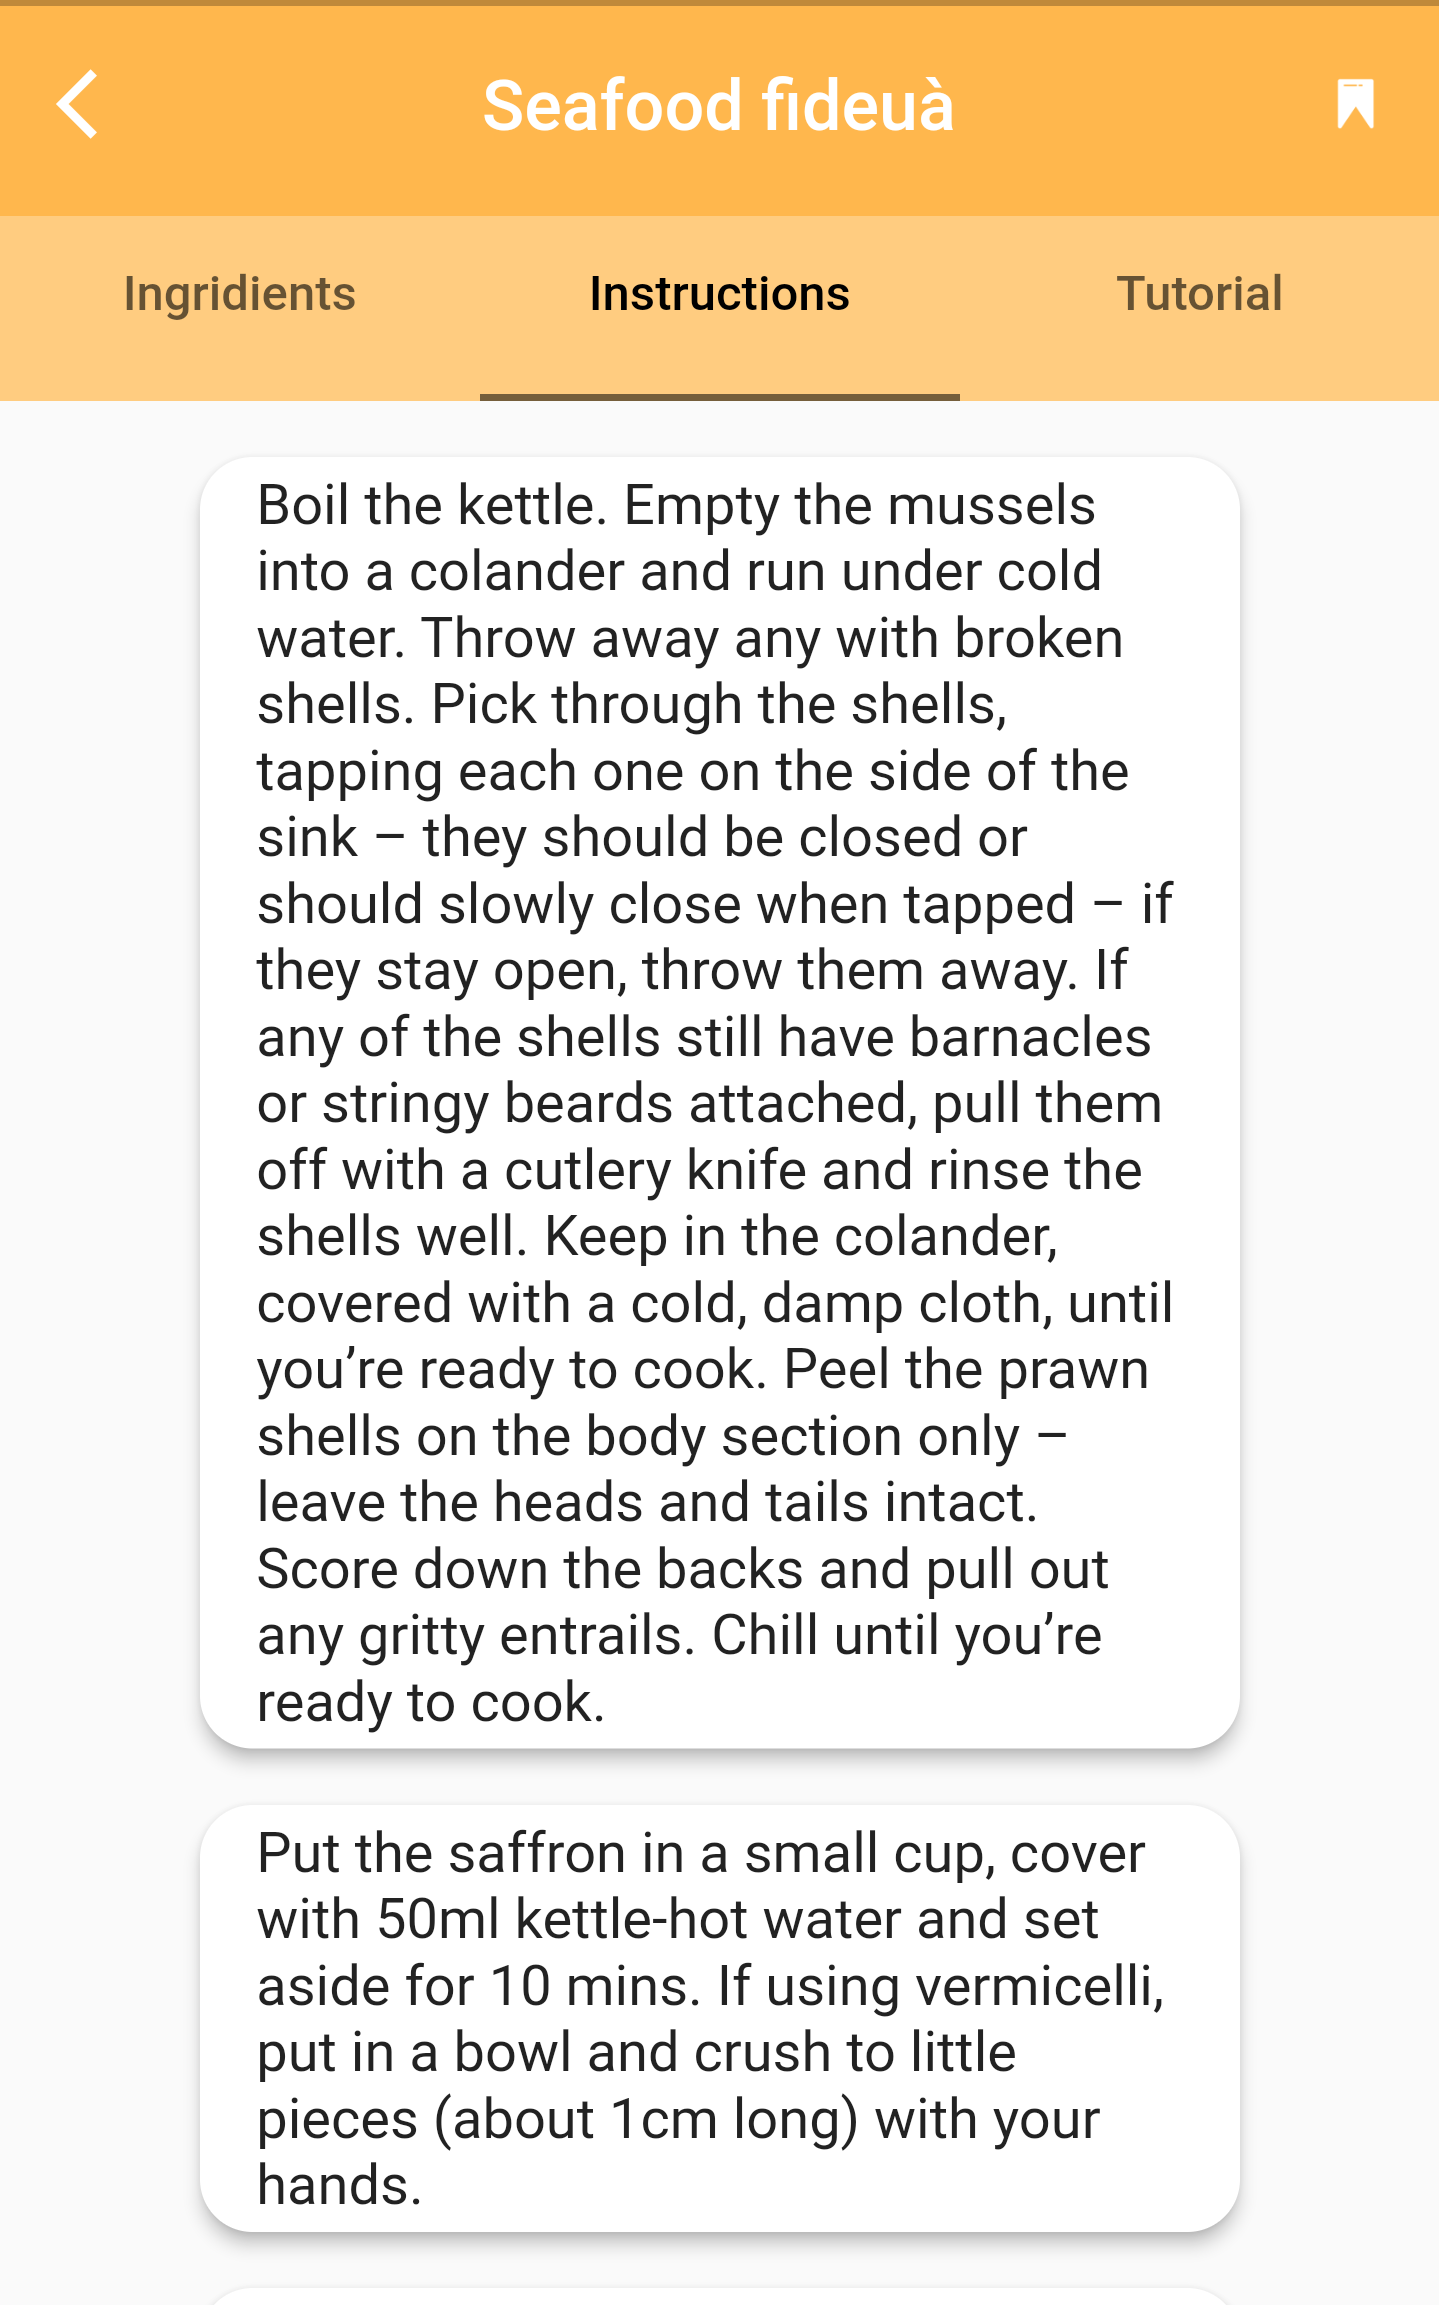 Seafood fideuà
Ingridients
Instructions
Tutorial
Boil the kettle. Empty the mussels
into a colander and run under cold
water. Throw away any with broken
shells. Pick through the shells,
tapping each one on the side of the
sink – they should be closed or
should slowly close when tapped – if
they stay open, throw them away. If
any of the shells still have barnacles
or stringy beards attached, pull them
off with a cutlery knife and rinse the
shells well. Keep in the colander,
covered with a cold, damp cloth, until
you’re ready to cook. Peel the prawn
shells on the body section only –
leave the heads and tails intact.
Score down the backs and pull out
any gritty entrails. Chill until you’re
ready to cook.
Put the saffron in a small cup, cover
with 50ml kettle-hot water and set
aside for 10 mins. If using vermicelli,
put in a bowl and crush to little
pieces (about 1cm long) with your
hands.